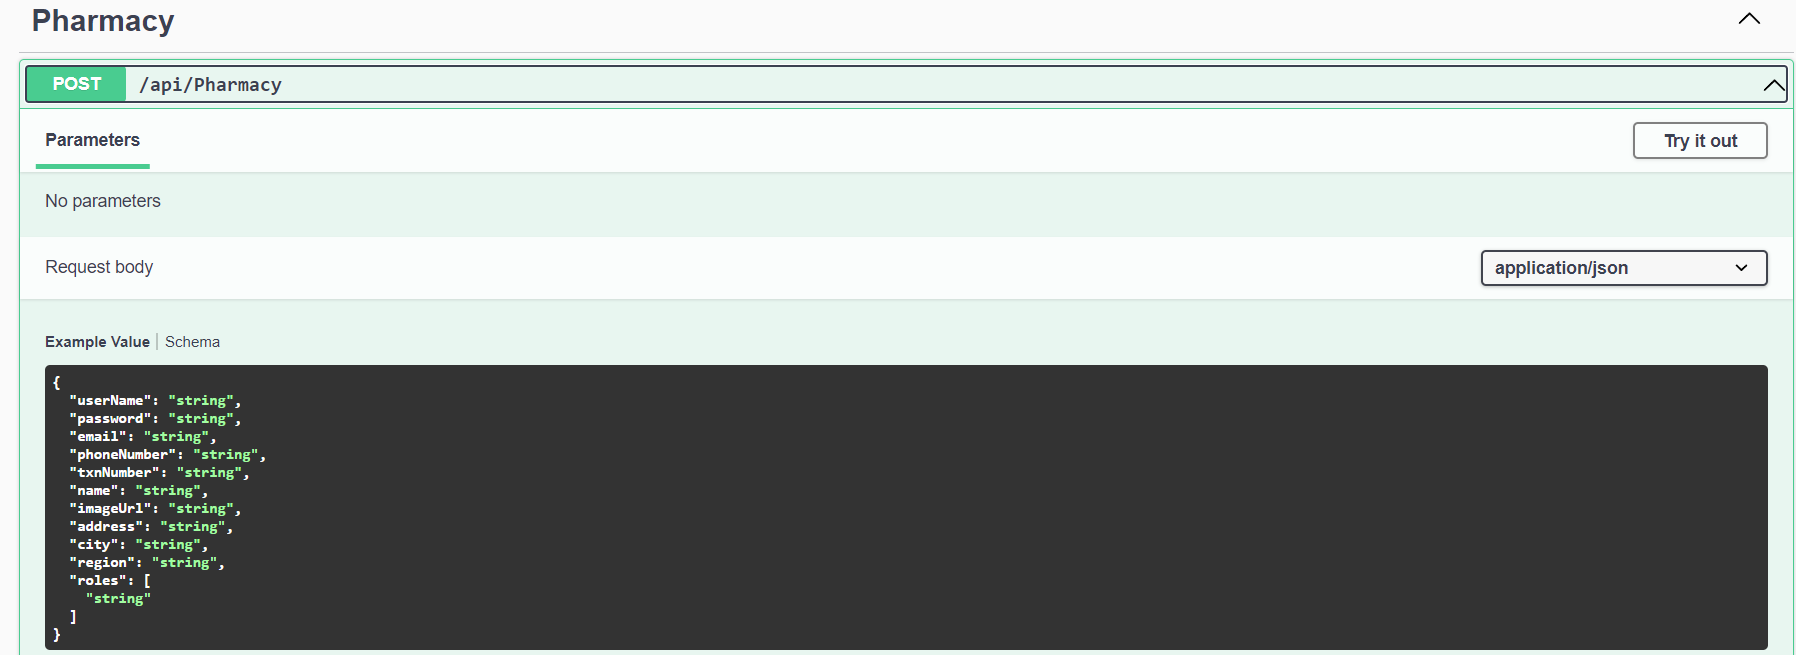 Pharmacy
POST /api/Pharmacy
Parameters
Try it out
No parameters
Request body
application/json
Example Value | Schema
{
  "userName": "string",
  "password": "string",
  "email": "string",
  "phoneNumber": "string",
  "txnNumber": "string",
  "name": "string",
  "imageUrl": "string",
  "address": "string",
  "city": "string",
  "region": "string",
  "roles": [
    "string"
  ]
}